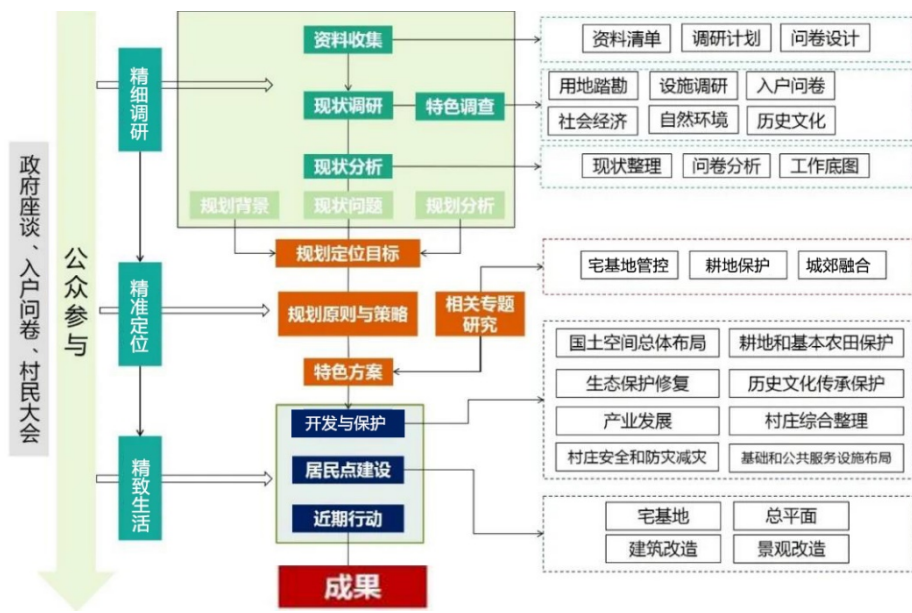 政府座谈、入户问卷、村民大会
公众参与
精细调研
精准定位
精致生活
资料收集
现状调研
特色调查
现状分析
规划背景
现状问题
规划分析
规划定位目标
规划原则与策略
相关专题
研究
特色方案
开发与保护
居民点建设
近期行动
成果
资料清单
调研计划
问卷设计
用地踏勘
设施调研
入户问卷
社会经济
自然环境
历史文化
现状整理
问卷分析
工作底图
宅基地管控
耕地保护
城郊融合
国土空间总体布局
耕地和基本农田保护
生态保护修复
历史文化传承保护
产业发展
村庄综合整理
村庄安全和防灾减灾
基础和公共服务设施布局
宅基地
总平面
建筑改造
景观改造